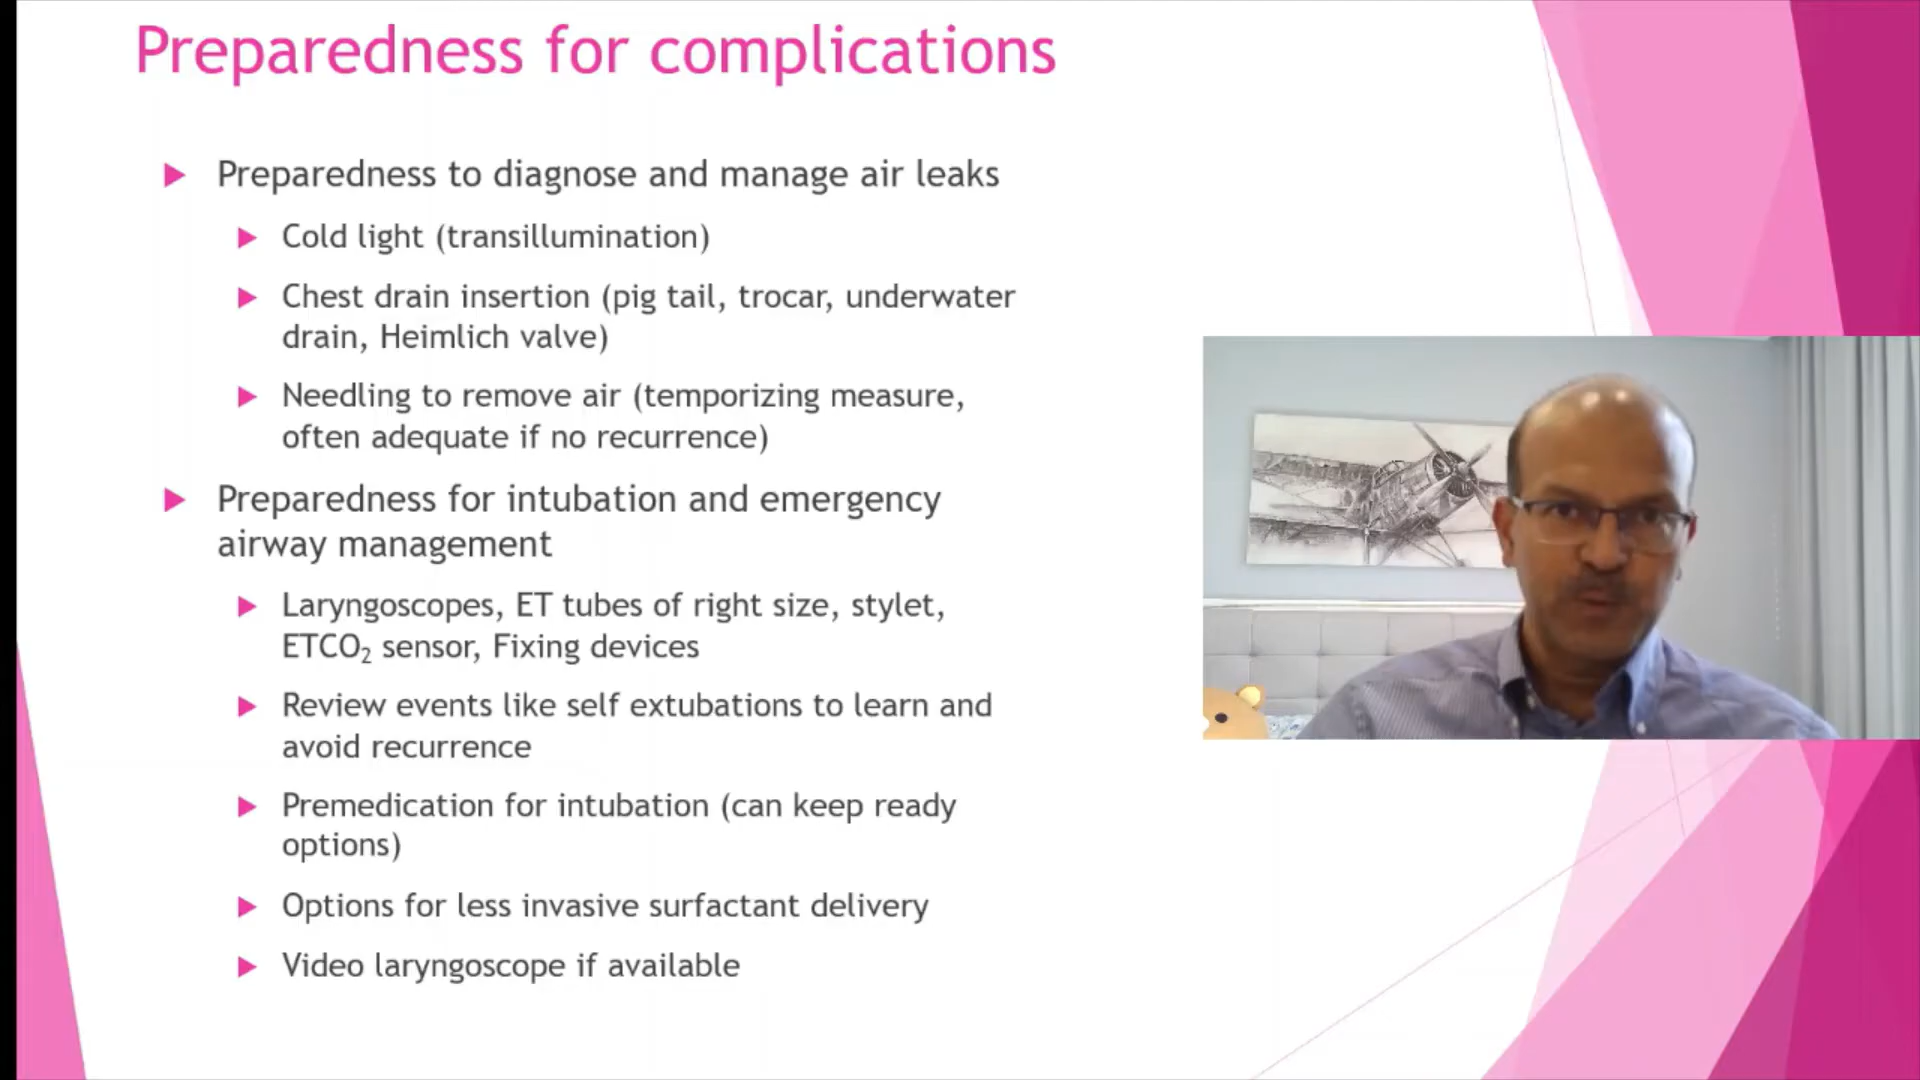 Preparedness for complications
Preparedness to diagnose and manage air leaks
Cold light (transillumination)
Chest drain insertion (pig tail, trocar, underwater
drain, Heimlich valve)
Needling to remove air (temporizing measure,
often adequate if no recurrence)
Preparedness for intubation and emergency
airway management
Laryngoscopes, ET tubes of right size, stylet,
ETCO₂ sensor, Fixing devices
Review events like self extubations to learn and
avoid recurrence
Premedication for intubation (can keep ready
options)
Options for less invasive surfactant delivery
Video laryngoscope if available